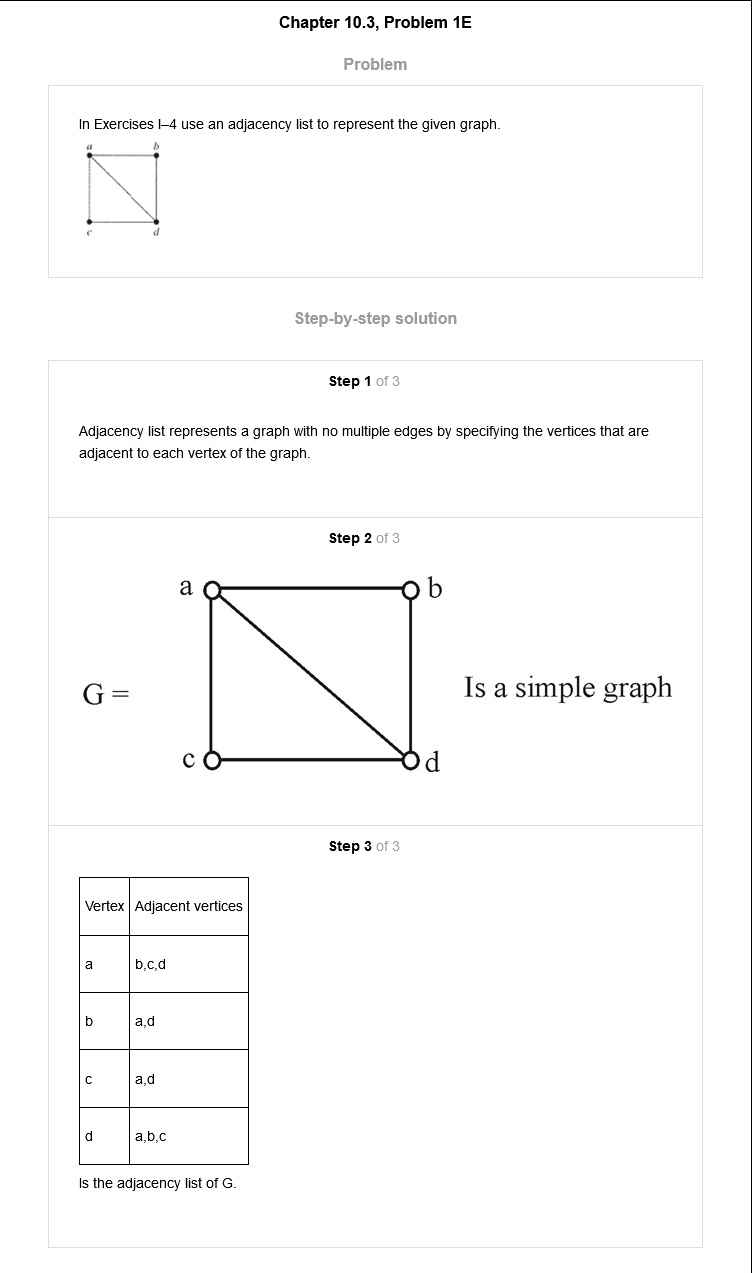 Chapter 10.3, Problem 1E
Problem
In Exercises l–4 use an adjacency list to represent the given graph.
a b
c d
Step-by-step solution
Step 1 of 3
Adjacency list represents a graph with no multiple edges by specifying the vertices that are
adjacent to each vertex of the graph.
Step 2 of 3
a b
G = Is a simple graph
c d
Step 3 of 3
Vertex Adjacent vertices
a b,c,d
b a,d
c a,d
d a,b,c
Is the adjacency list of G.